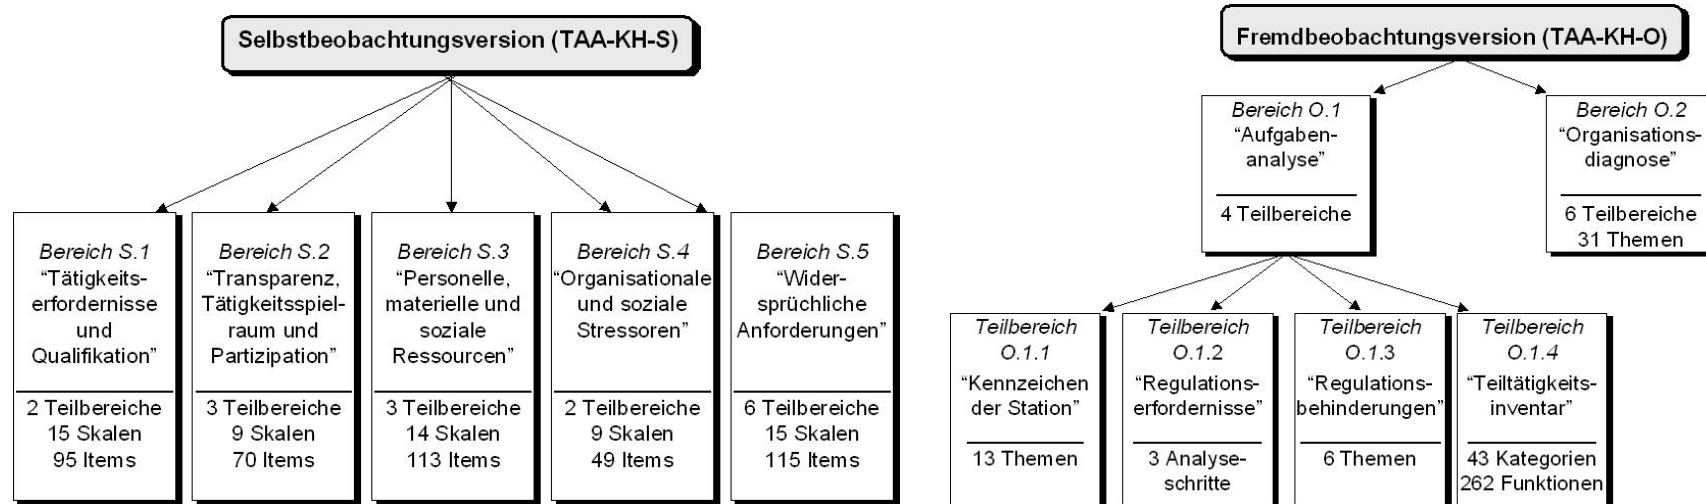 Selbstbeobachtungsversion (TAA-KH-S)
Bereich S.1
“Tätigkeits-
erfordernisse
und
Qualifikation”
2 Teilbereiche
15 Skalen
95 Items
Bereich S.2
“Transparenz,
Tätigkeitsspiel-
raum und
Partizipation”
3 Teilbereiche
9 Skalen
70 Items
Bereich S.3
“Personelle,
materielle und
soziale
Ressourcen”
3 Teilbereiche
14 Skalen
113 Items
Bereich S.4
“Organisationale
und soziale
Stressoren”
2 Teilbereiche
9 Skalen
49 Items
Bereich S.5
“Wider-
sprüchliche
Anforderungen”
6 Teilbereiche
15 Skalen
115 Items
Fremdbeobachtungsversion (TAA-KH-O)
Bereich O.1
“Aufgaben-
analyse”
4 Teilbereiche
Bereich O.2
“Organisations-
diagnose”
6 Teilbereiche
31 Themen
Teilbereich
O.1.1
“Kennzeichen
der Station”
13 Themen
Teilbereich
O.1.2
“Regulations-
erfordernisse”
3 Analyse-
schritte
Teilbereich
O.1.3
“Regulations-
behinderungen”
6 Themen
Teilbereich
O.1.4
“Teiltätigkeits-
inventar”
43 Kategorien
262 Funktionen